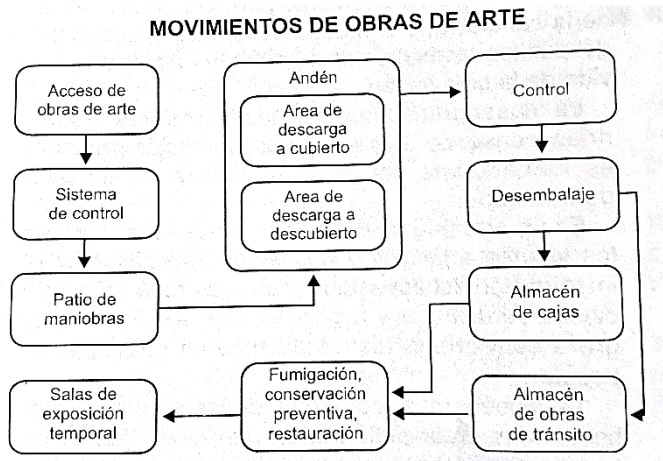 MOVIMIENTOS DE OBRAS DE ARTE
Acceso de
obras de arte
Sistema
de control
Patio de
maniobras
Andén
Area de
descarga
a cubierto
Area de
descarga a
descubierto
Control
Desembalaje
Almacén
de cajas
Almacén
de obras
de tránsito
Fumigación,
conservación
preventiva,
restauración
Salas de
exposición
temporal